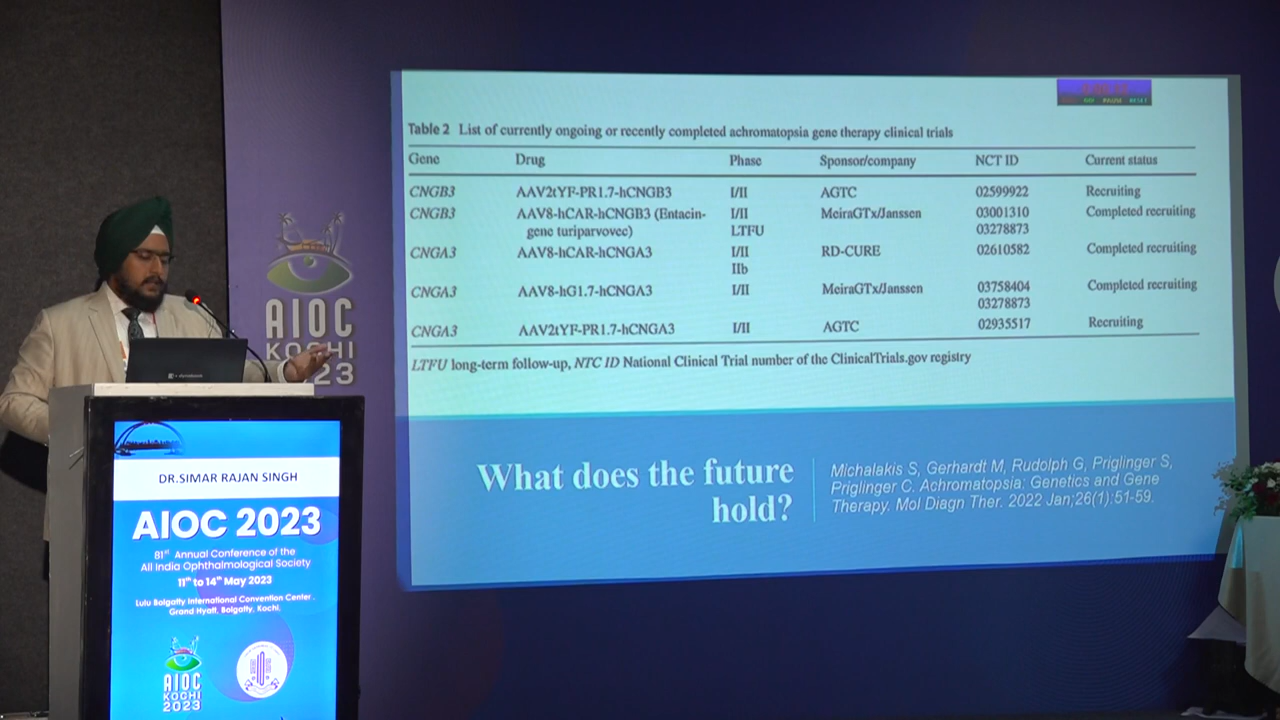 Table 2 List of currently ongoing or recently completed achromatopsia gene therapy clinical trials
Gene Drug Phase Sponsor/company NCT ID Current status
CNGB3 AAV2tYF-PR1.7-hCNGB3 I/II AGTC 02599922 Recruiting
CNGB3 AAV8-hCAR-hCNGB3 (Entacin- I/II MeiraGTx/Janssen 03001310 Completed recruiting
gene turiparvovec) LTFU 03278873
CNGA3 AAV8-hCAR-hCNGA3 I/II RD-CURE 02610582 Completed recruiting
IIb
CNGA3 AAV8-hG1.7-hCNGA3 I/II MeiraGTx/Janssen 03758404 Completed recruiting
03278873
CNGA3 AAV2tYF-PR1.7-hCNGA3 I/II AGTC 02935517 Recruiting
LTFU long-term follow-up, NTC ID National Clinical Trial number of the ClinicalTrials.gov registry
What does the future
hold?
Michalakis S, Gerhardt M, Rudolph G, Priglinger S,
Priglinger C. Achromatopsia: Genetics and Gene
Therapy. Mol Diagn Ther. 2022 Jan;26(1):51-59.
AIOC
KOCHI
2023
DR.SIMAR RAJAN SINGH
AIOC 2023
81st Annual Conference of the
All India Ophthalmological Society
11th to 14th May 2023
Lulu Bolgatty International Convention Center .
Grand Hyatt, Bolgatty, Kochi.
AIOC
KOCHI
2023